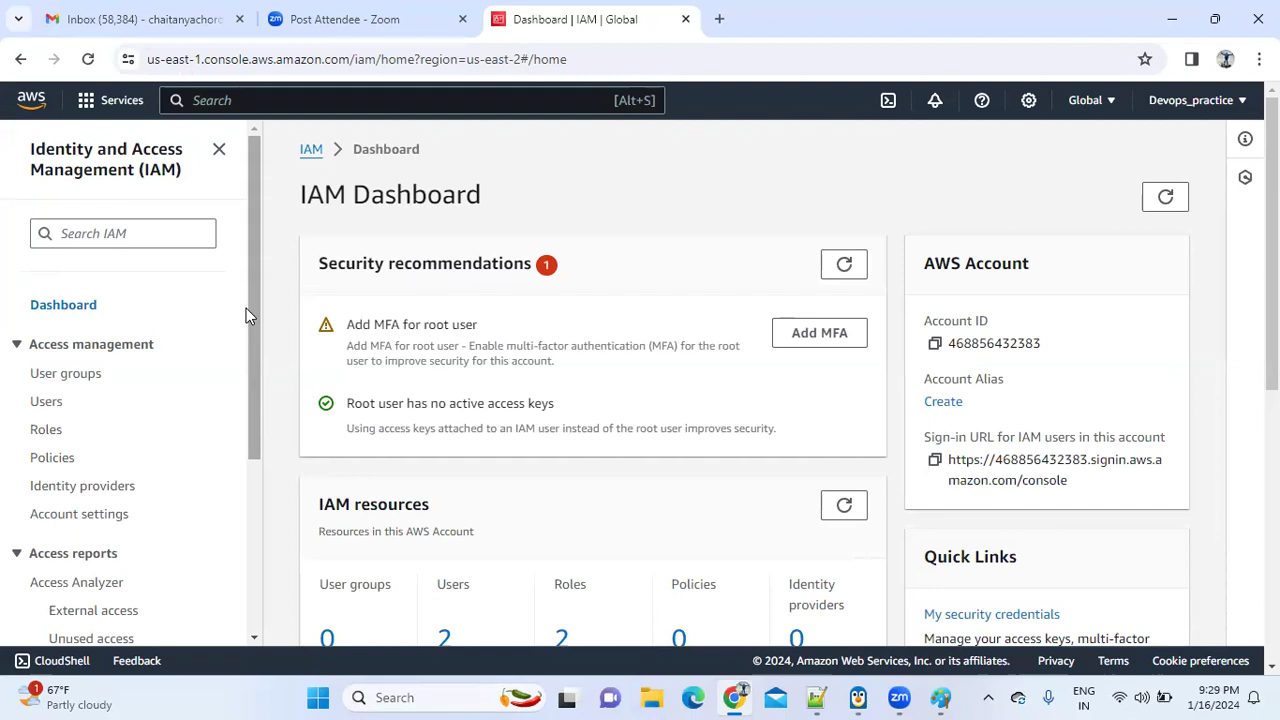 Inbox (58,384) - chaitanyachoro
Post Attendee - Zoom
Dashboard | IAM | Global
us-east-1.console.aws.amazon.com/iam/home?region=us-east-2#/home
aws
Services
Search
[Alt+S]
Global
Devops_practice
Identity and Access
Management (IAM)
Search IAM
Dashboard
Access management
User groups
Users
Roles
Policies
Identity providers
Account settings
Access reports
Access Analyzer
External access
Unused access
IAM
Dashboard
IAM Dashboard
Security recommendations 1
Add MFA for root user
Add MFA for root user - Enable multi-factor authentication (MFA) for the root
user to improve security for this account.
Add MFA
Root user has no active access keys
Using access keys attached to an IAM user instead of the root user improves security.
IAM resources
Resources in this AWS Account
User groups
Users
Roles
Policies
Identity
providers
0
2
2
0
0
AWS Account
Account ID
468856432383
Account Alias
Create
Sign-in URL for IAM users in this account
https://468856432383.signin.aws.a
mazon.com/console
Quick Links
My security credentials
Manage your access keys, multi-factor
CloudShell
Feedback
© 2024, Amazon Web Services, Inc. or its affiliates.
Privacy
Terms
Cookie preferences
1
67°F
Partly cloudy
Search
ENG
IN
9:29 PM
1/16/2024